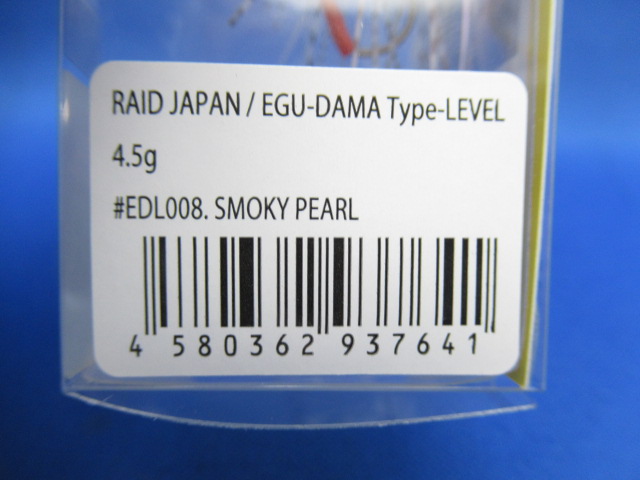 RAID JAPAN / EGU-DAMA Type-LEVEL
4.5g
#EDL008. SMOKY PEARL
4 580362 937641